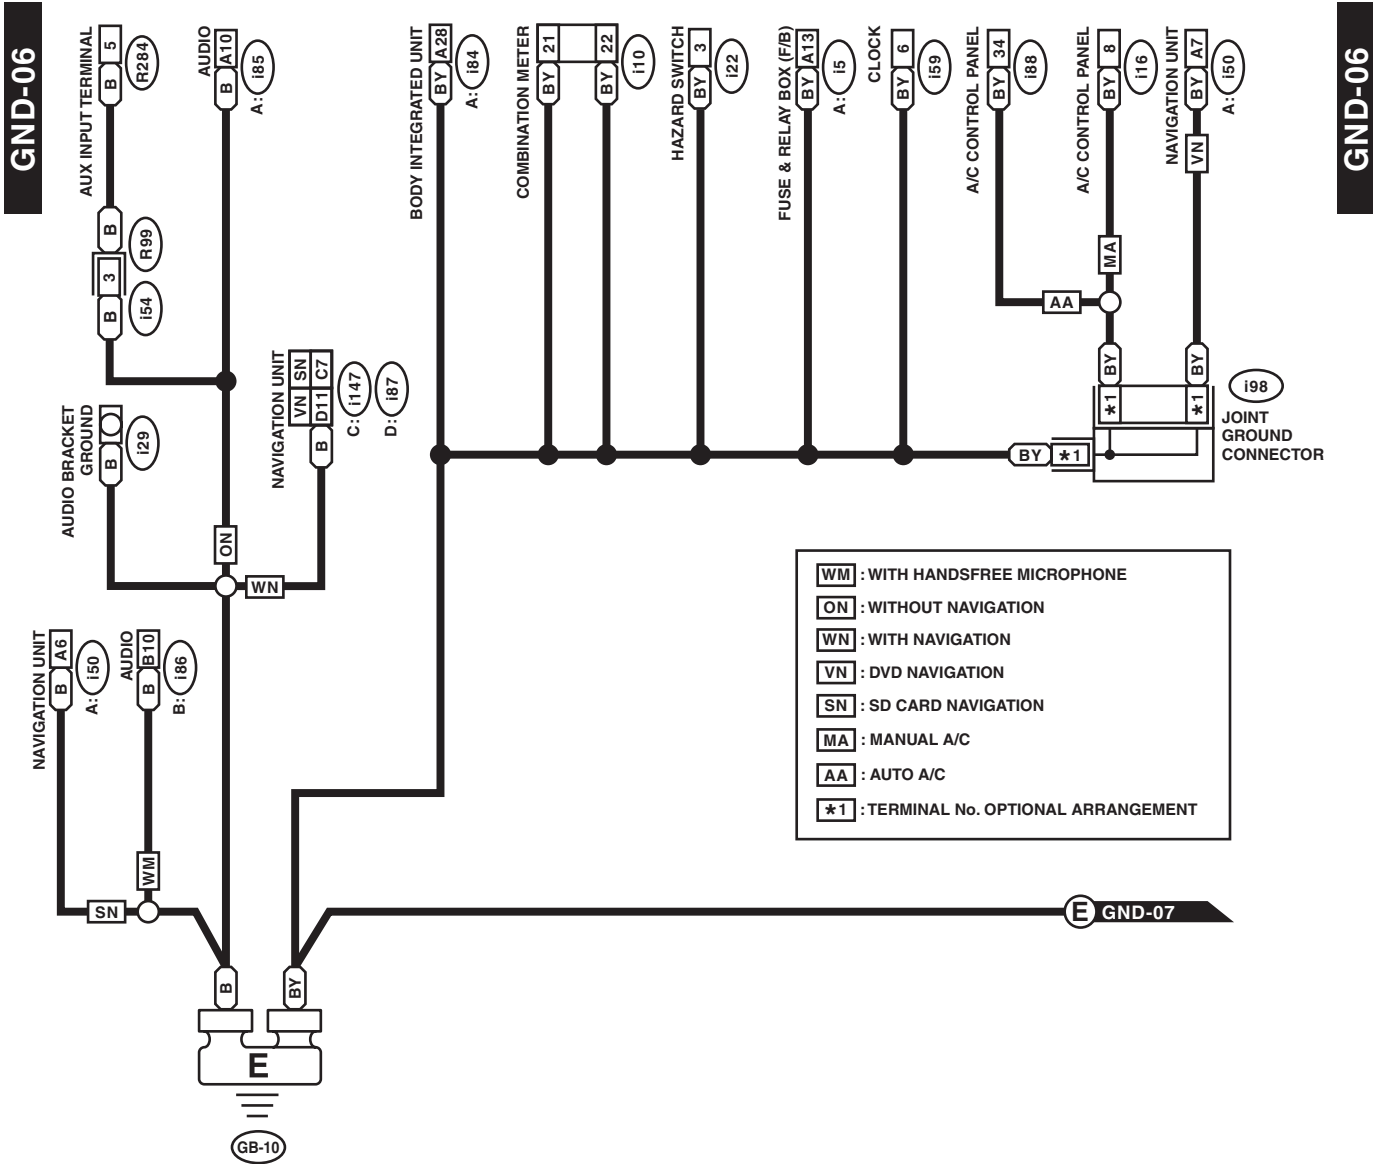 GND-06
GND-06
AUX INPUT TERMINAL
5
B
R284
B
3
B
R99
i54
AUDIO
A10
B
A: i85
BODY INTEGRATED UNIT
A28
BY
A: i84
COMBINATION METER
21
BY
22
BY
i10
HAZARD SWITCH
3
BY
i22
FUSE & RELAY BOX (F/B)
A13
BY
A: i5
CLOCK
6
BY
i59
A/C CONTROL PANEL
34
BY
i88
AA
A/C CONTROL PANEL
8
BY
i16
MA
NAVIGATION UNIT
A7
BY
A: i50
VN
BY
BY
*1
*1
BY
*1
i98
JOINT
GROUND
CONNECTOR
AUDIO BRACKET
GROUND
B
i29
NAVIGATION UNIT
VN SN
D11 C7
B
C: i147
D: i87
ON
WN
NAVIGATION UNIT
A6
B
A: i50
AUDIO
B10
B
B: i86
WM
SN
WM : WITH HANDSFREE MICROPHONE
ON : WITHOUT NAVIGATION
WN : WITH NAVIGATION
VN : DVD NAVIGATION
SN : SD CARD NAVIGATION
MA : MANUAL A/C
AA : AUTO A/C
*1 : TERMINAL No. OPTIONAL ARRANGEMENT
E GND-07
B
BY
E
GB-10